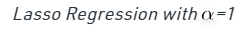 Lasso Regression with α=1